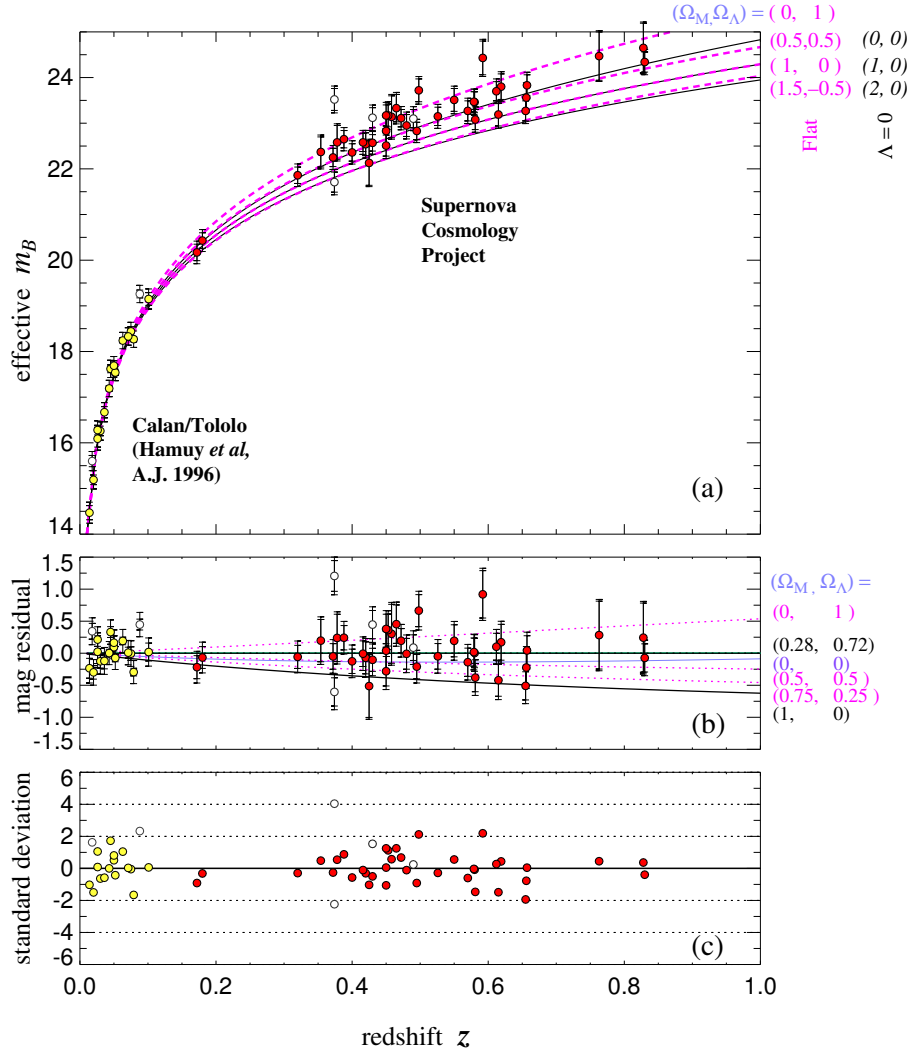 (Ω_M,Ω_Λ) = ( 0, 1 )
(0.5,0.5) (0, 0)
(1, 0) (1, 0)
(1.5,–0.5) (2, 0)
Flat
Λ = 0
24
22
20
18
16
14
effective m_B
Supernova
Cosmology
Project
Calan/Tololo
(Hamuy et al,
A.J. 1996)
(a)
1.5
1.0
0.5
0.0
-0.5
-1.0
-1.5
mag residual
(b)
(Ω_M , Ω_Λ) =
(0, 1)
(0.28, 0.72)
(0, 0)
(0.5, 0.5 )
(0.75, 0.25 )
(1, 0)
6
4
2
0
-2
-4
-6
standard deviation
(c)
0.0 0.2 0.4 0.6 0.8 1.0
redshift z